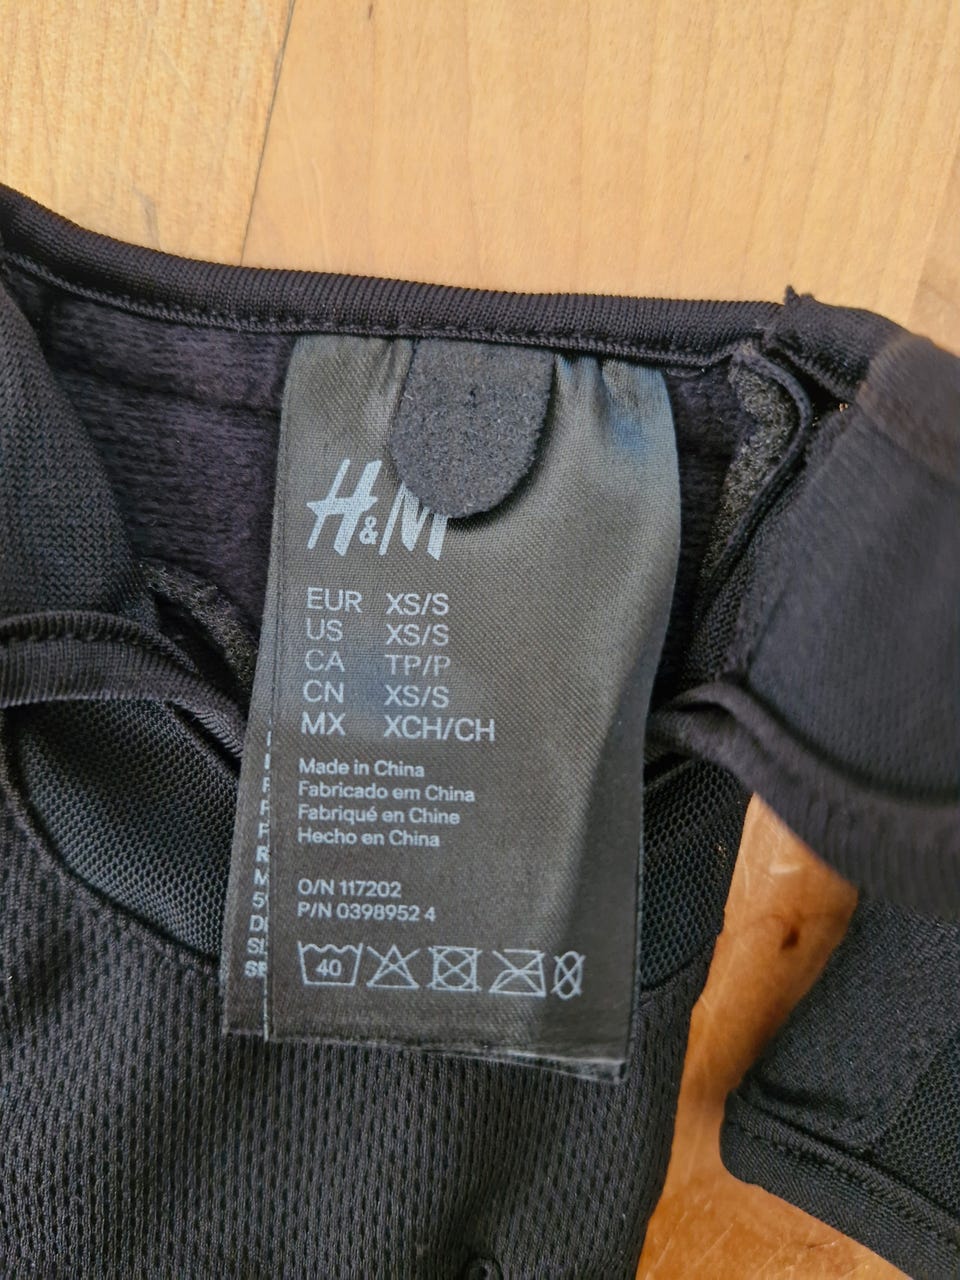 H&M
EUR XS/S
US XS/S
CA TP/P
CN XS/S
MX XCH/CH
Made in China
Fabricado em China
Fabriqué en Chine
Hecho en China
O/N 117202
P/N 0398952 4
40